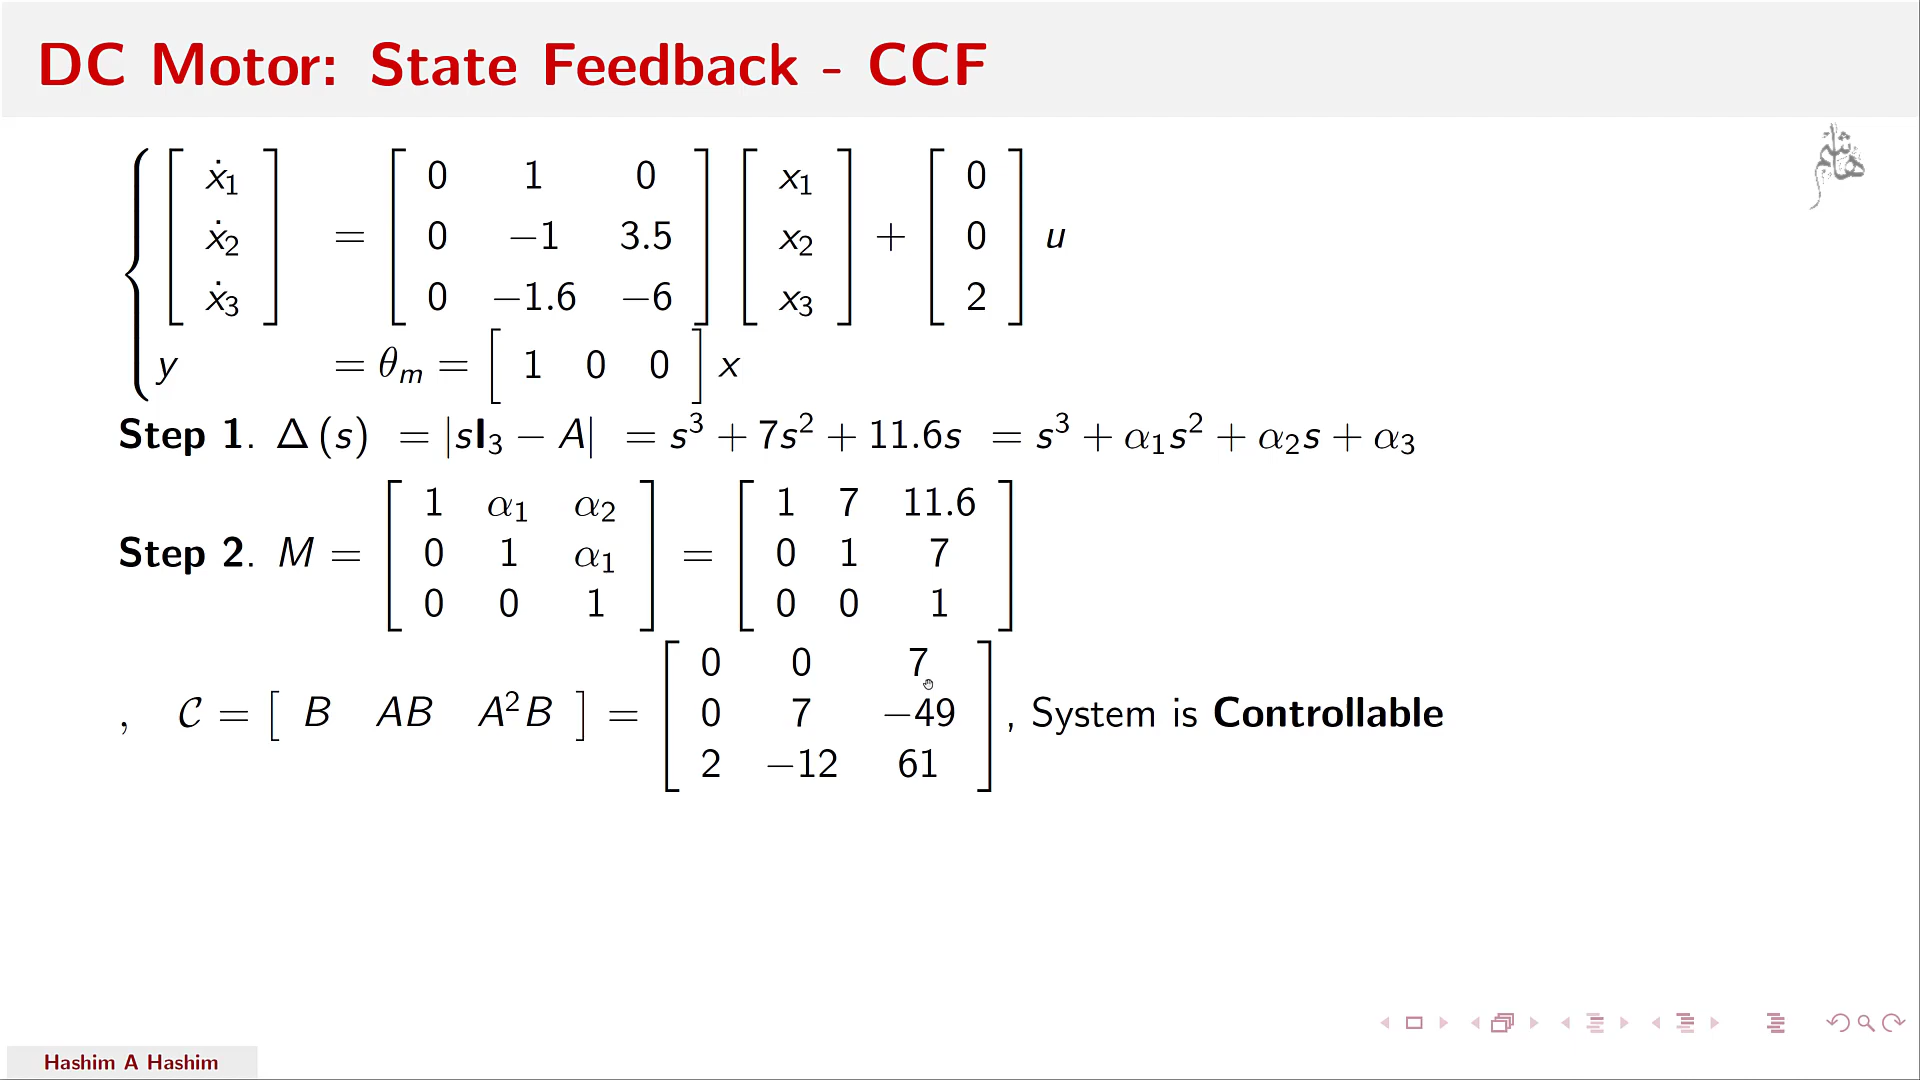 DC Motor: State Feedback - CCF
هاشم
{ [ ẋ₁ ] = [ 0 1 0 ] [ x₁ ] + [ 0 ]
[ ẋ₂ ] = [ 0 −1 3.5 ] [ x₂ ] + [ 0 ] u
[ ẋ₃ ] [ 0 −1.6 −6 ] [ x₃ ] [ 2 ]
y = θₘ = [ 1 0 0 ] x
Step 1. Δ (s) = |sI₃ − A| = s³ + 7s² + 11.6s = s³ + α₁s² + α₂s + α₃
[ 1 α₁ α₂ ] [ 1 7 11.6 ]
Step 2. M = [ 0 1 α₁ ] = [ 0 1 7 ]
[ 0 0 1 ] [ 0 0 1 ]
[ 0 0 7 ]
, 𝒞 = [ B AB A²B ] = [ 0 7 −49 ] , System is Controllable
[ 2 −12 61 ]
Hashim A Hashim